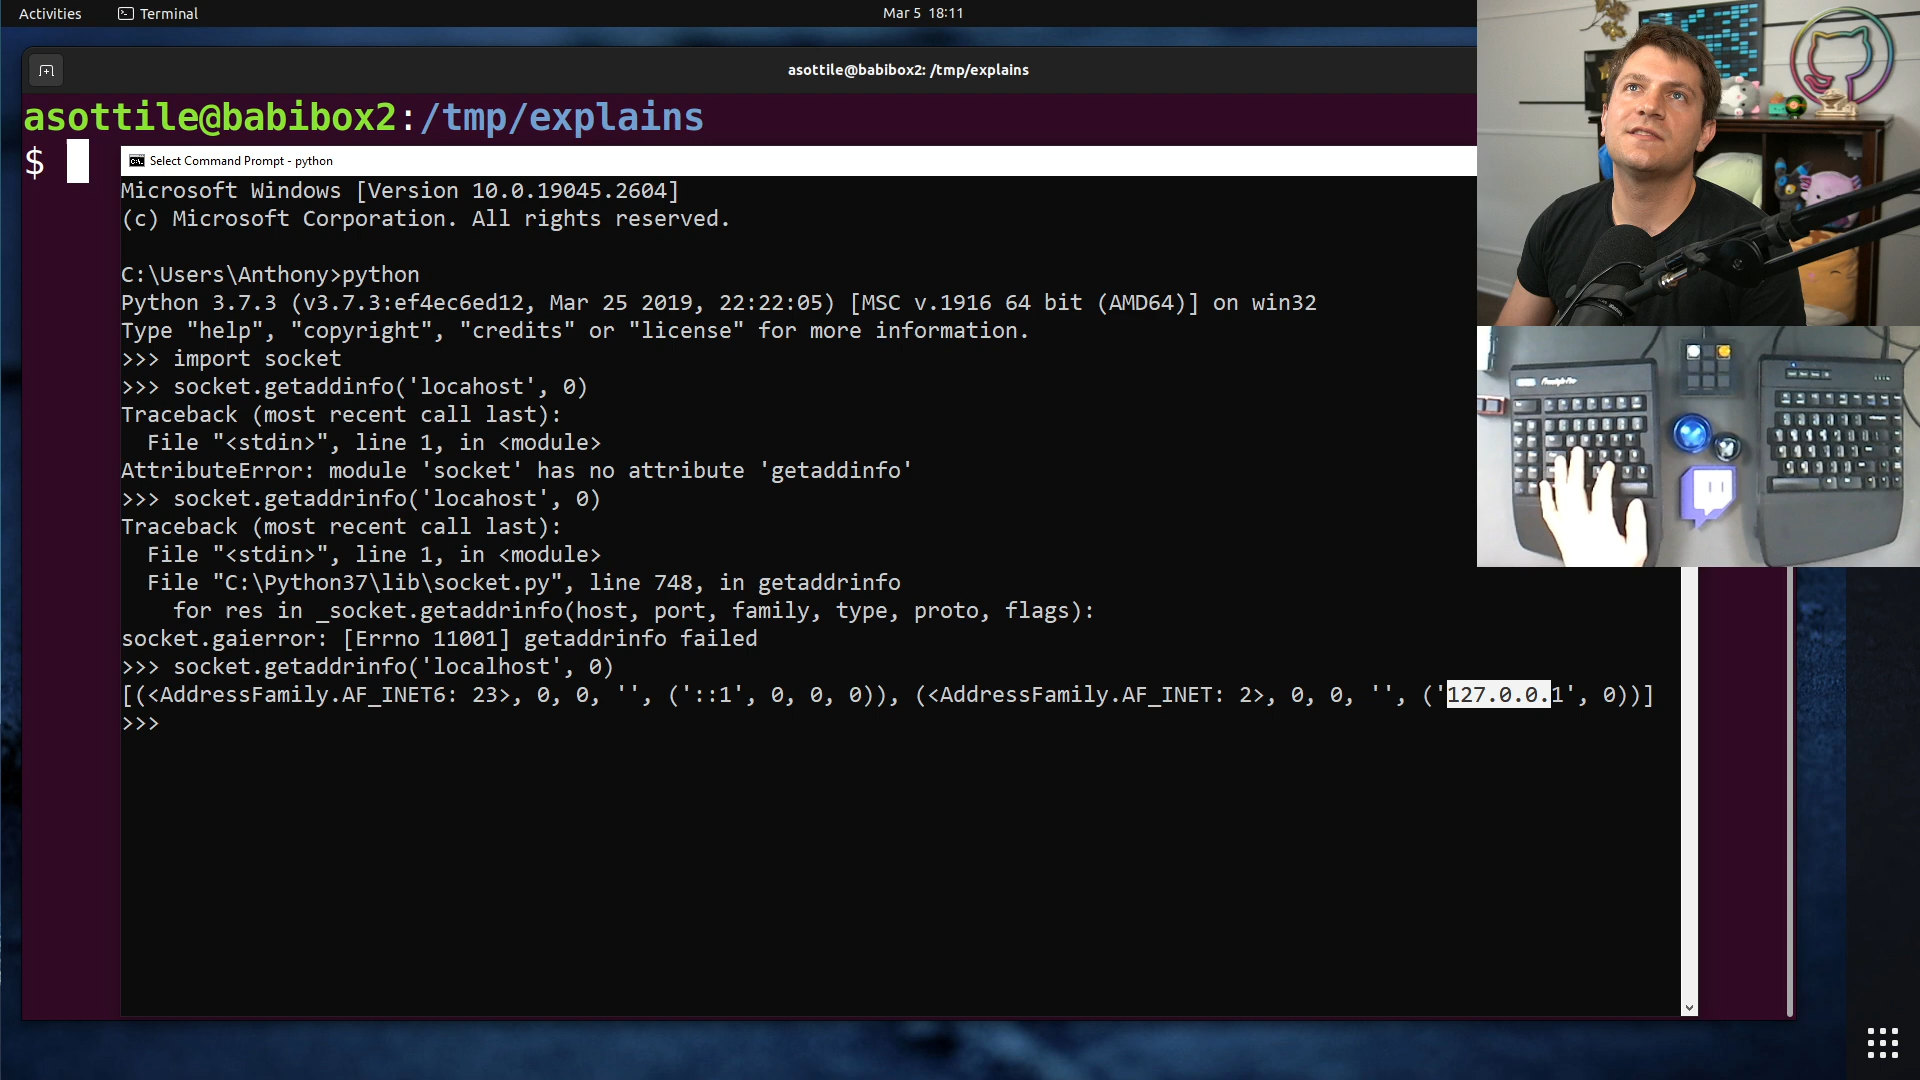 Activities
Terminal
Mar 5 18:11
asottile@babibox2: /tmp/explains
asottile@babibox2:/tmp/explains
$
Select Command Prompt - python
Microsoft Windows [Version 10.0.19045.2604]
(c) Microsoft Corporation. All rights reserved.
C:\Users\Anthony>python
Python 3.7.3 (v3.7.3:ef4ec6ed12, Mar 25 2019, 22:22:05) [MSC v.1916 64 bit (AMD64)] on win32
Type "help", "copyright", "credits" or "license" for more information.
>>> import socket
>>> socket.getaddinfo('locahost', 0)
Traceback (most recent call last):
  File "<stdin>", line 1, in <module>
AttributeError: module 'socket' has no attribute 'getaddinfo'
>>> socket.getaddrinfo('locahost', 0)
Traceback (most recent call last):
  File "<stdin>", line 1, in <module>
  File "C:\Python37\lib\socket.py", line 748, in getaddrinfo
    for res in _socket.getaddrinfo(host, port, family, type, proto, flags):
socket.gaierror: [Errno 11001] getaddrinfo failed
>>> socket.getaddrinfo('localhost', 0)
[(<AddressFamily.AF_INET6: 23>, 0, 0, '', ('::1', 0, 0, 0)), (<AddressFamily.AF_INET: 2>, 0, 0, '', ('127.0.0.1', 0))]
>>>